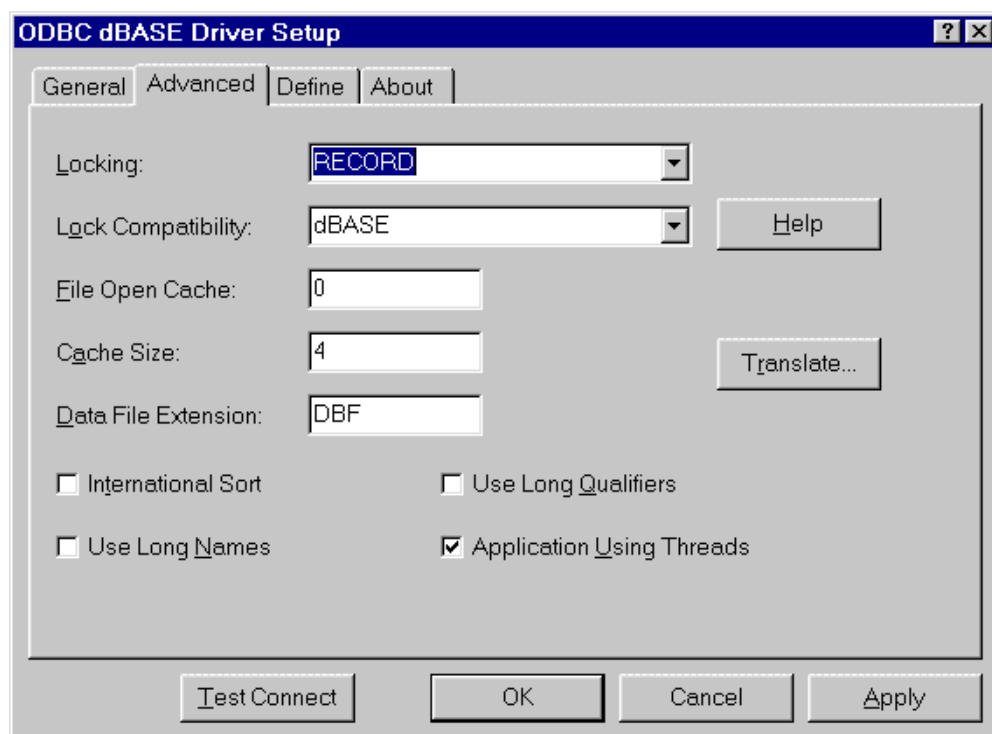 ODBC dBASE Driver Setup
General Advanced Define About
Locking: RECORD
Lock Compatibility: dBASE Help
File Open Cache: 0
Cache Size: 4 Translate...
Data File Extension: DBF
International Sort Use Long Qualifiers
Use Long Names Application Using Threads
Test Connect OK Cancel Apply